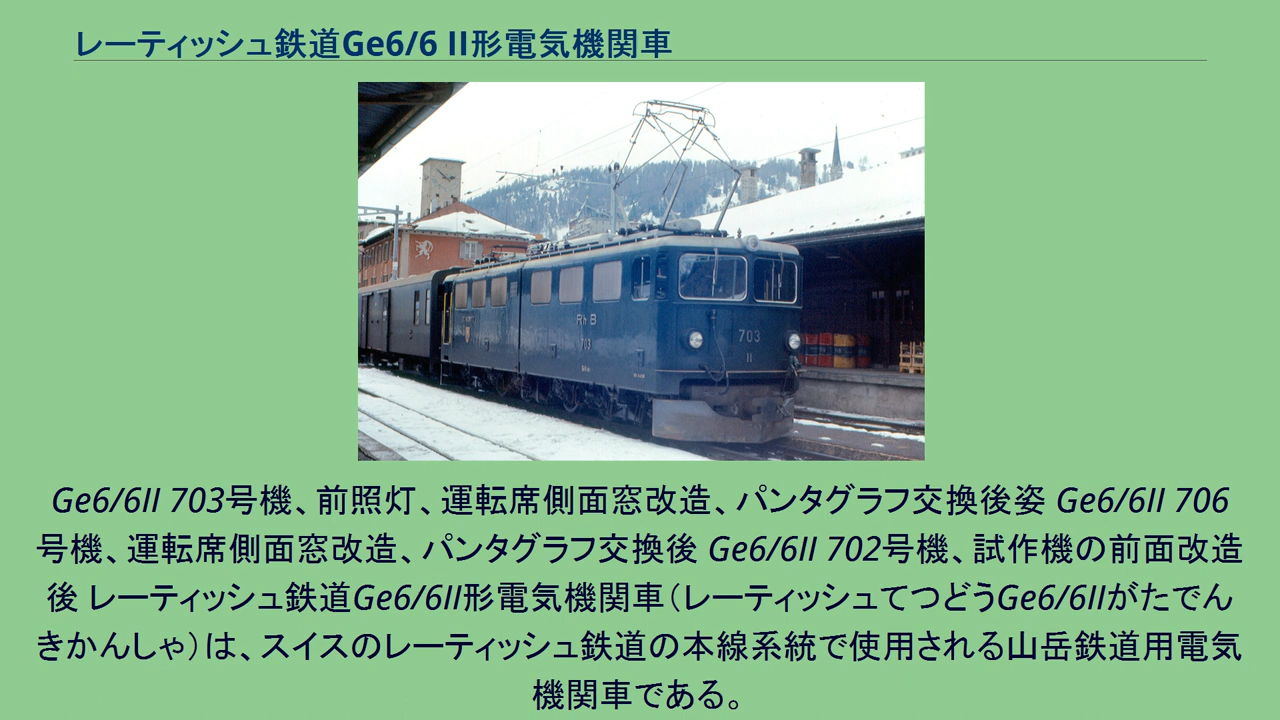 レーティッシュ鉄道Ge6/6 II形電気機関車
RhB
703
703
II
Ge6/6II 703号機、前照灯、運転席側面窓改造、パンタグラフ交換後姿 Ge6/6II 706
号機、運転席側面窓改造、パンタグラフ交換後 Ge6/6II 702号機、試作機の前面改造
後 レーティッシュ鉄道Ge6/6II形電気機関車（レーティッシュてつどうGe6/6IIがたでん
きかんしゃ）は、スイスのレーティッシュ鉄道の本線系統で使用される山岳鉄道用電気
機関車である。